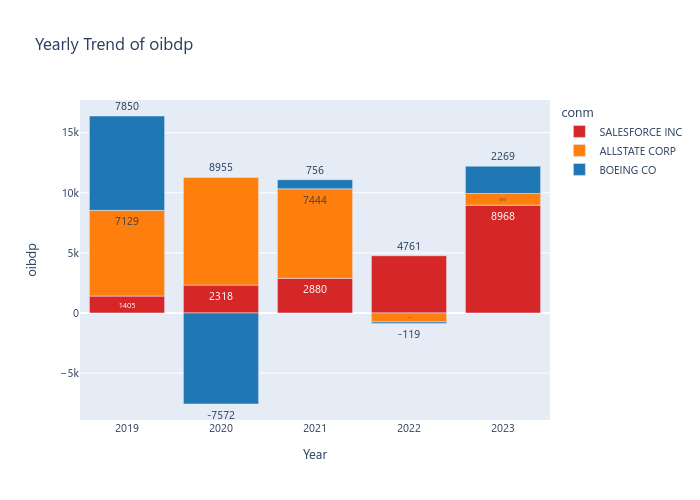 Yearly Trend of oibdp
conm
SALESFORCE INC
ALLSTATE CORP
BOEING CO
7850
7129
1405
8955
2318
-7572
756
7444
2880
4761
-119
2269
8968
15k
10k
5k
0
−5k
oibdp
2019
2020
2021
2022
2023
Year